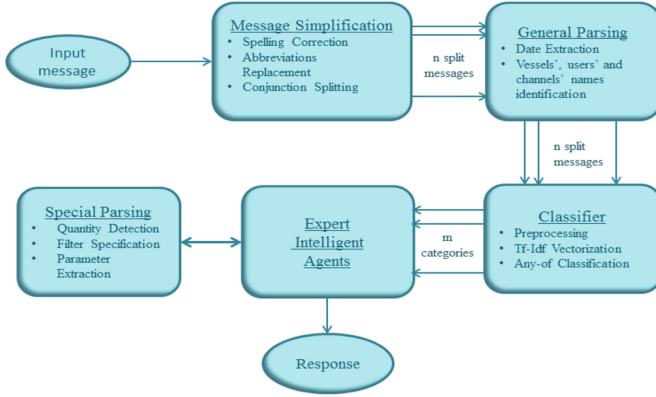 Input
message
Message Simplification
• Spelling Correction
• Abbreviations
Replacement
• Conjunction Splitting
n split
messages
General Parsing
• Date Extraction
• Vessels', users' and
channels' names
identification
n split
messages
Special Parsing
• Quantity Detection
• Filter Specification
• Parameter
Extraction
Expert
Intelligent
Agents
m
categories
Classifier
• Preprocessing
• Tf-Idf Vectorization
• Any-of Classification
Response